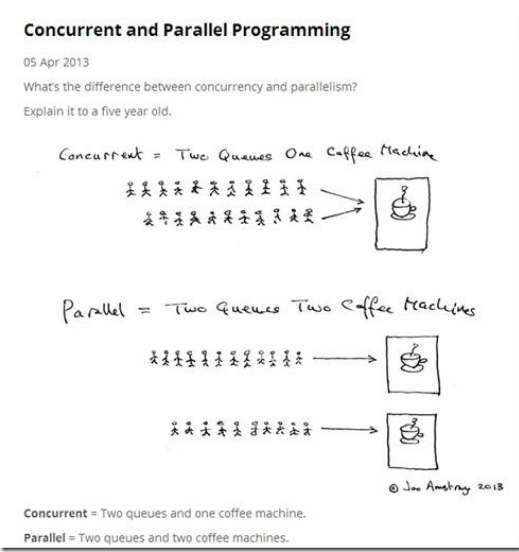 Concurrent and Parallel Programming
05 Apr 2013
What's the difference between concurrency and parallelism?
Explain it to a five year old.
Concurrent = Two Queues One Coffee Machine
Parallel = Two Queues Two Coffee Machines
© Joe Armstrong 2013
Concurrent = Two queues and one coffee machine.
Parallel = Two queues and two coffee machines.